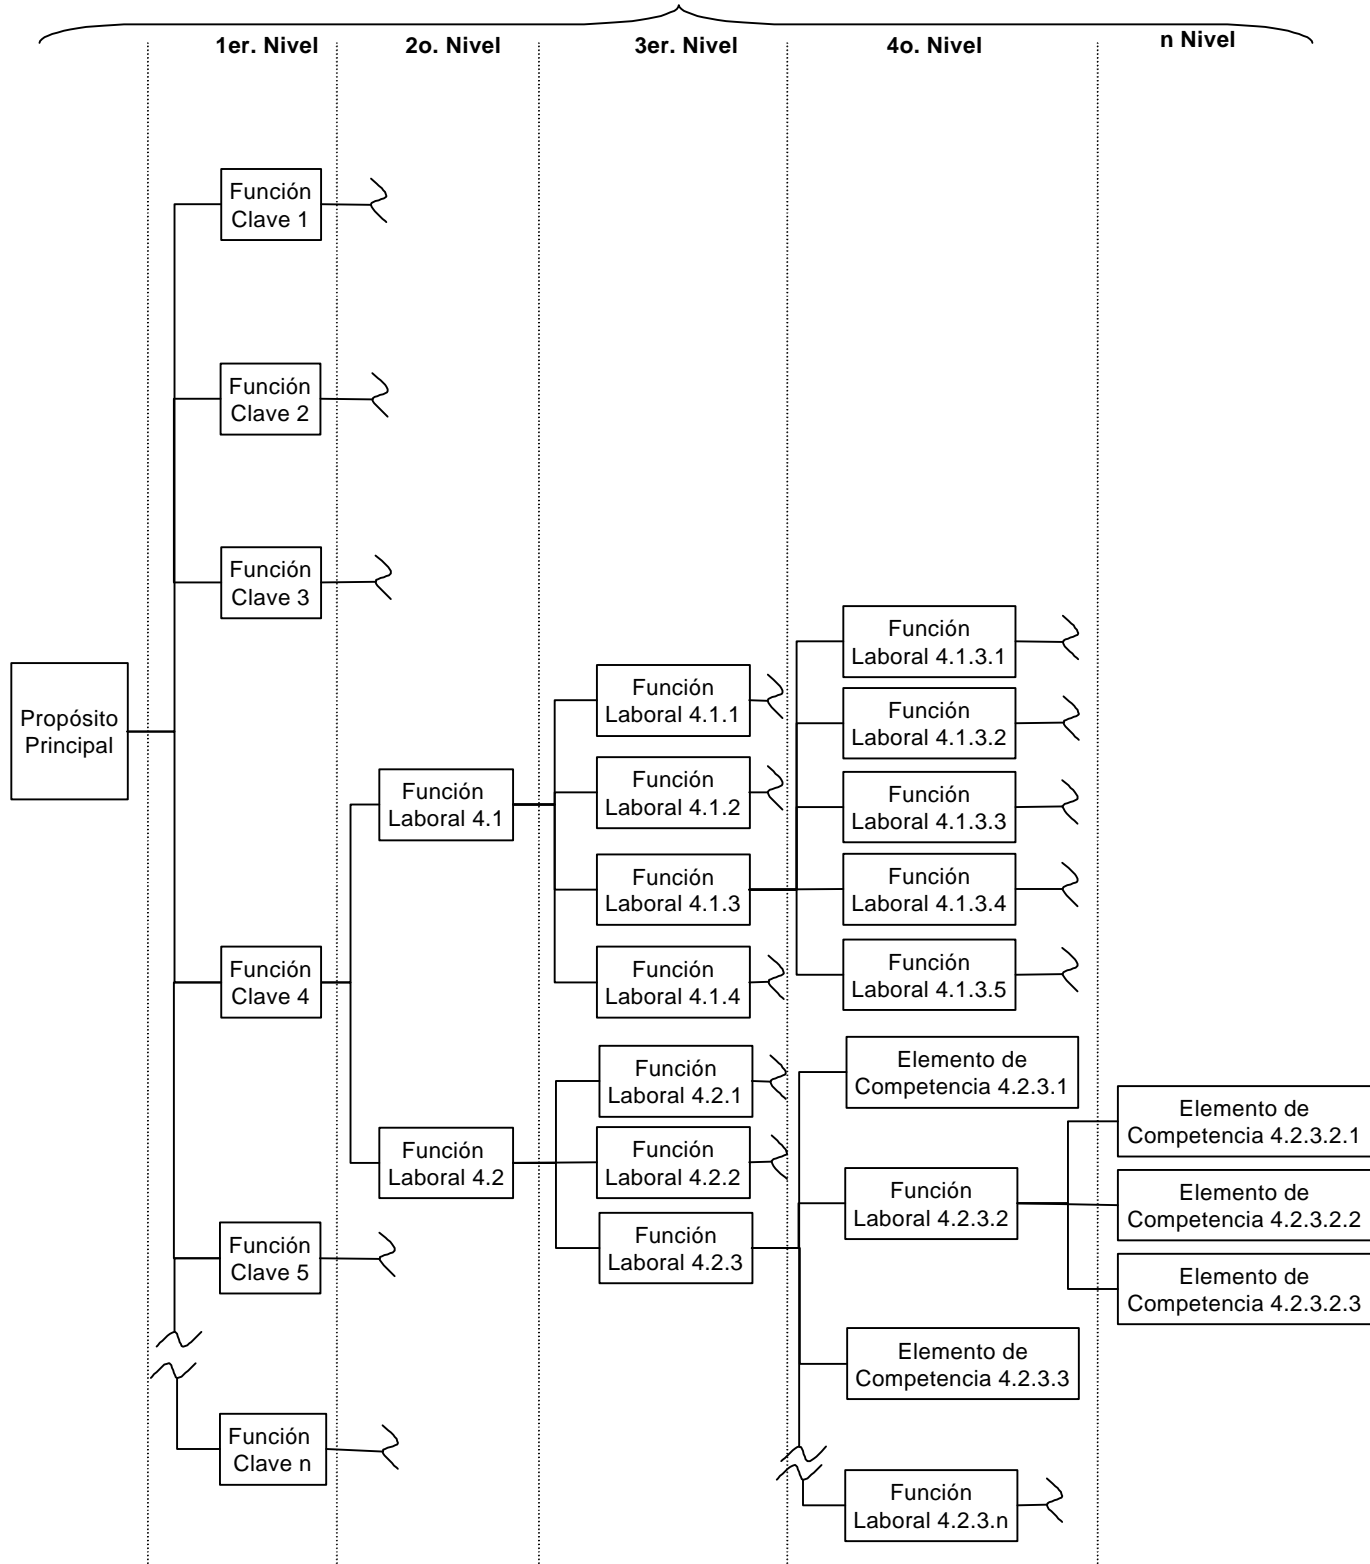 1er. Nivel
2o. Nivel
3er. Nivel
4o. Nivel
n Nivel
Propósito
Principal
Función
Clave 1
Función
Clave 2
Función
Clave 3
Función
Clave 4
Función
Clave 5
Función
Clave n
Función
Laboral 4.1
Función
Laboral 4.2
Función
Laboral 4.1.1
Función
Laboral 4.1.2
Función
Laboral 4.1.3
Función
Laboral 4.1.4
Función
Laboral 4.2.1
Función
Laboral 4.2.2
Función
Laboral 4.2.3
Función
Laboral 4.1.3.1
Función
Laboral 4.1.3.2
Función
Laboral 4.1.3.3
Función
Laboral 4.1.3.4
Función
Laboral 4.1.3.5
Elemento de
Competencia 4.2.3.1
Función
Laboral 4.2.3.2
Elemento de
Competencia 4.2.3.3
Función
Laboral 4.2.3.n
Elemento de
Competencia 4.2.3.2.1
Elemento de
Competencia 4.2.3.2.2
Elemento de
Competencia 4.2.3.2.3